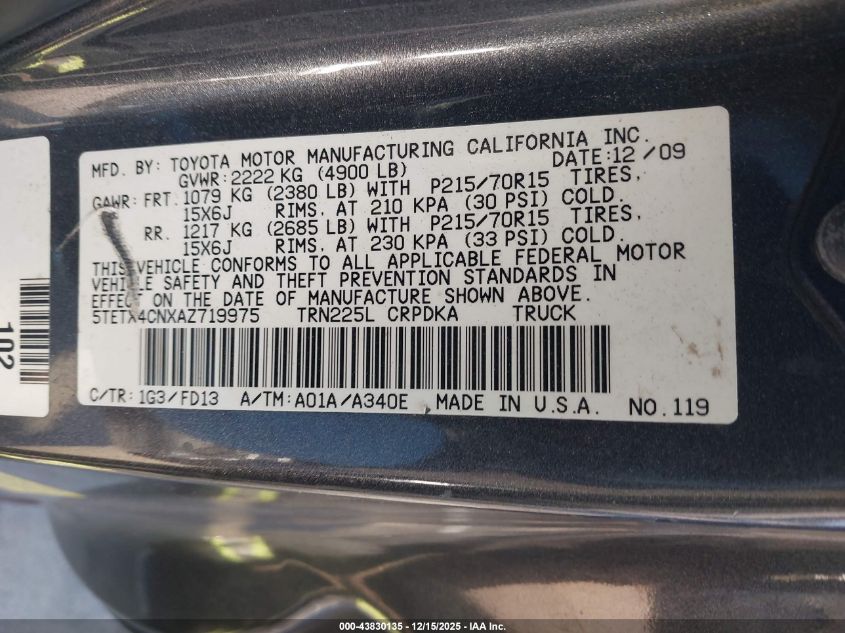 MFD. BY: TOYOTA MOTOR MANUFACTURING CALIFORNIA INC.
GVWR: 2222 KG (4900 LB) DATE: 12/09
GAWR: FRT. 1079 KG (2380 LB) WITH P215/70R15 TIRES,
15X6J RIMS, AT 210 KPA (30 PSI) COLD.
RR. 1217 KG (2685 LB) WITH P215/70R15 TIRES,
15X6J RIMS, AT 230 KPA (33 PSI) COLD.
THIS VEHICLE CONFORMS TO ALL APPLICABLE FEDERAL MOTOR
VEHICLE SAFETY AND THEFT PREVENTION STANDARDS IN
EFFECT ON THE DATE OF MANUFACTURE SHOWN ABOVE.
5TETX4CNXAZ719975 TRN225L CRPDKA TRUCK
C/TR: 1G3/FD13 A/TM: A01A/A340E MADE IN U.S.A. NO.119
102
000-43830135 - 12/15/2025 - IAA Inc.